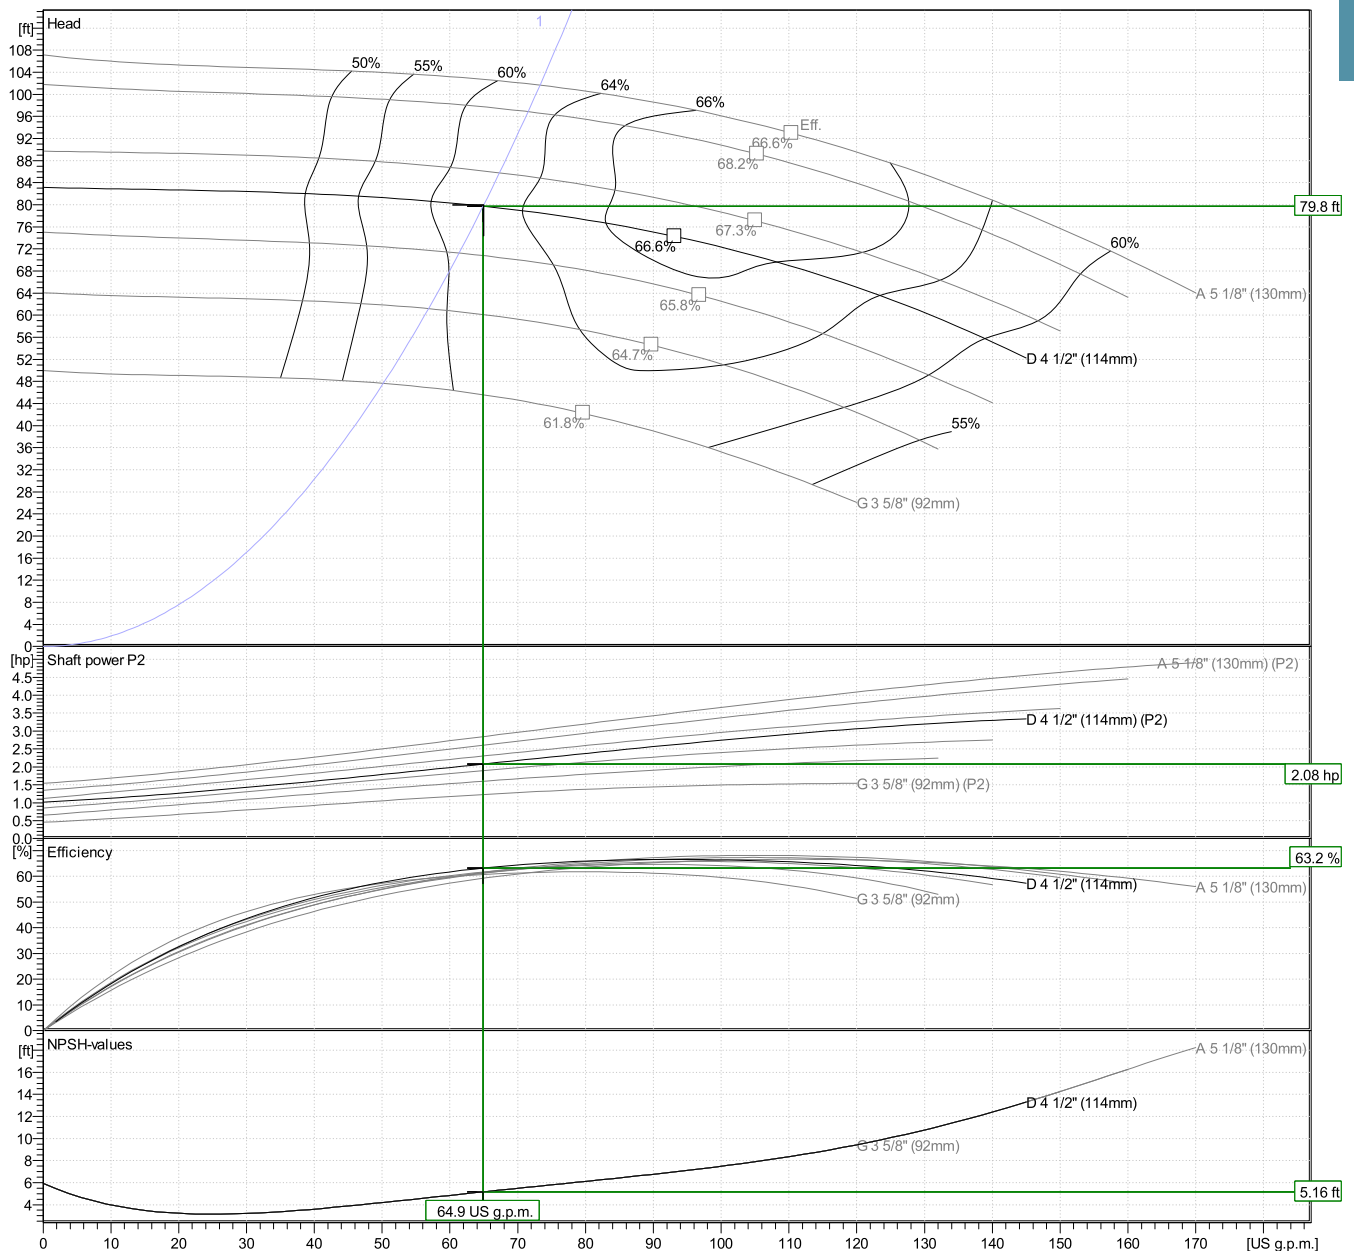 Head
[ft]
1
108
104
100
96
92
88
84
80
76
72
68
64
60
56
52
48
44
40
36
32
28
24
20
16
12
8
4
0
50%
55%
60%
64%
66%
Eff.
66.6%
68.2%
67.3%
66.6%
65.8%
64.7%
61.8%
60%
55%
79.8 ft
A 5 1/8" (130mm)
D 4 1/2" (114mm)
G 3 5/8" (92mm)
[hp]
Shaft power P2
4.5
4.0
3.5
3.0
2.5
2.0
1.5
1.0
0.5
0.0
A 5 1/8" (130mm) (P2)
D 4 1/2" (114mm) (P2)
2.08 hp
G 3 5/8" (92mm) (P2)
[%]
Efficiency
60
50
40
30
20
10
0
63.2 %
D 4 1/2" (114mm)
A 5 1/8" (130mm)
G 3 5/8" (92mm)
[ft]
NPSH-values
16
14
12
10
8
6
4
A 5 1/8" (130mm)
D 4 1/2" (114mm)
G 3 5/8" (92mm)
5.16 ft
64.9 US g.p.m.
0 10 20 30 40 50 60 70 80 90 100 110 120 130 140 150 160 170 [US g.p.m.]